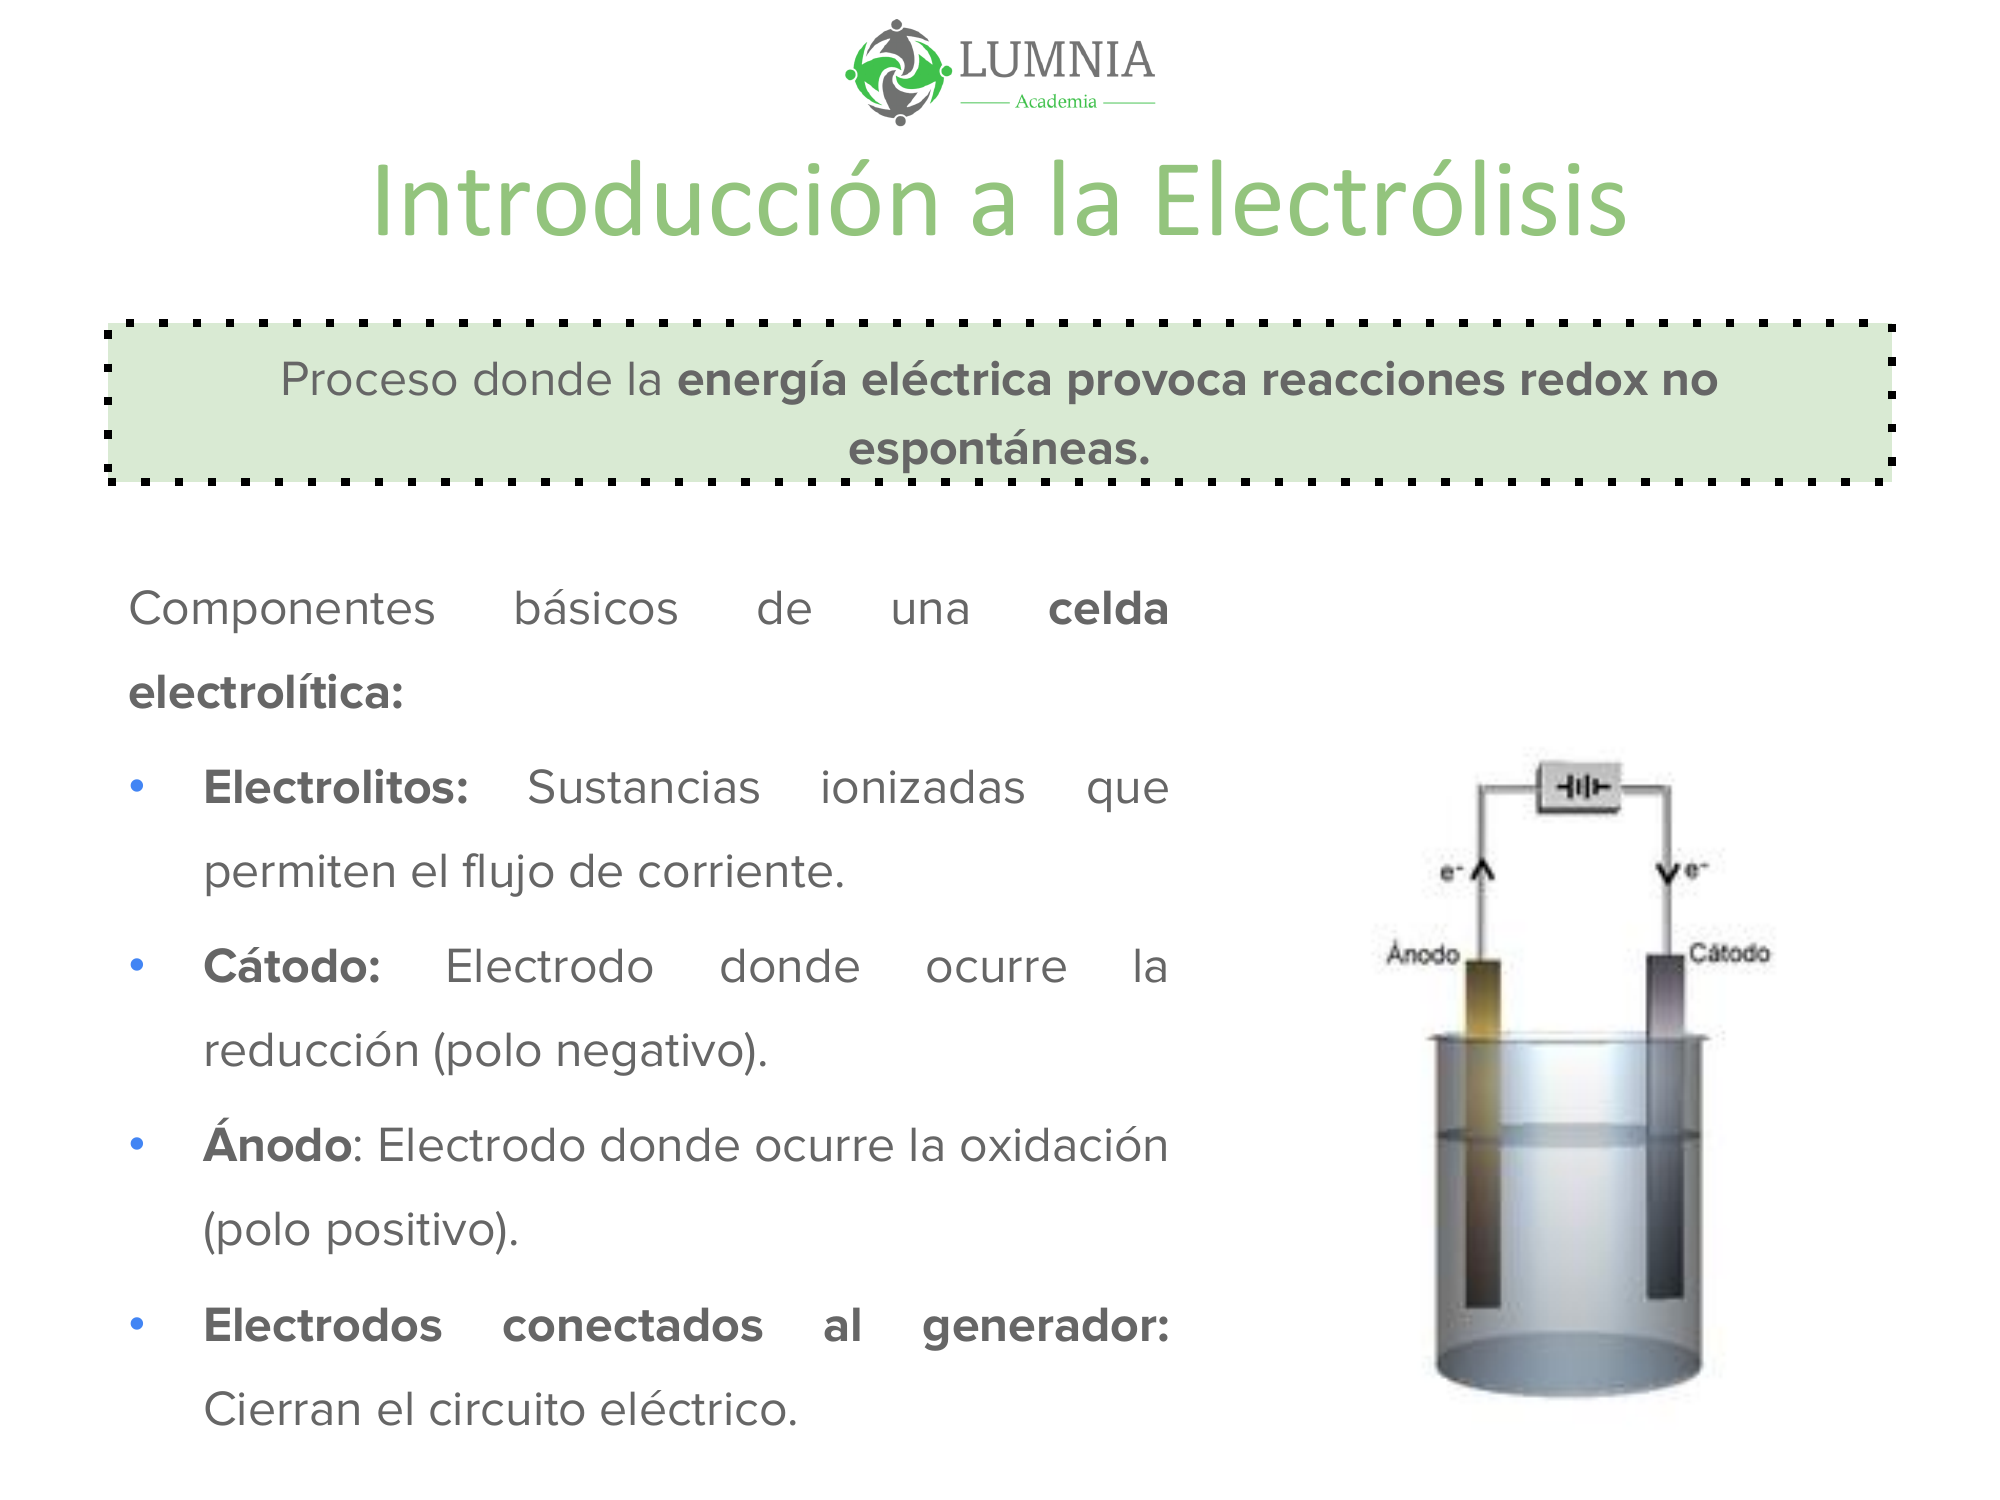 LUMNIA
Academia
Introducción a la Electrólisis
Proceso donde la energía eléctrica provoca reacciones redox no
espontáneas.
Componentes básicos de una celda
electrolítica:
• Electrolitos: Sustancias ionizadas que
permiten el flujo de corriente.
• Cátodo: Electrodo donde ocurre la
reducción (polo negativo).
• Ánodo: Electrodo donde ocurre la oxidación
(polo positivo).
• Electrodos conectados al generador:
Cierran el circuito eléctrico.
e⁻ e⁻
Ánodo Cátodo